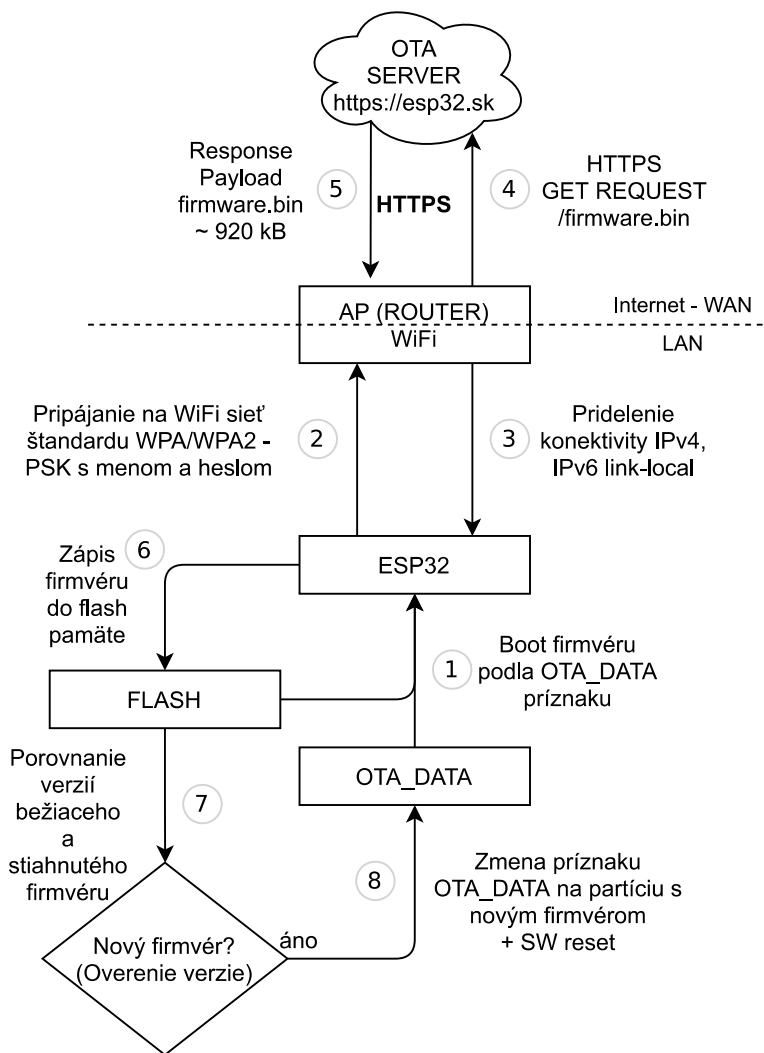 OTA
SERVER
https://esp32.sk
Response
Payload
firmware.bin
~ 920 kB
5
HTTPS
4
HTTPS
GET REQUEST
/firmware.bin
AP (ROUTER)
WiFi
Internet - WAN
LAN
Pripájanie na WiFi sieť
štandardu WPA/WPA2 -
PSK s menom a heslom
2
3
Pridelenie
konektivity IPv4,
IPv6 link-local
Zápis
firmvéru
do flash
pamäte
6
ESP32
1
Boot firmvéru
podla OTA_DATA
príznaku
FLASH
OTA_DATA
Porovnanie
verzií
bežiaceho
a
stiahnutého
firmvéru
7
8
Zmena príznaku
OTA_DATA na partíciu s
novým firmvérom
+ SW reset
Nový firmvér?
(Overenie verzie)
áno